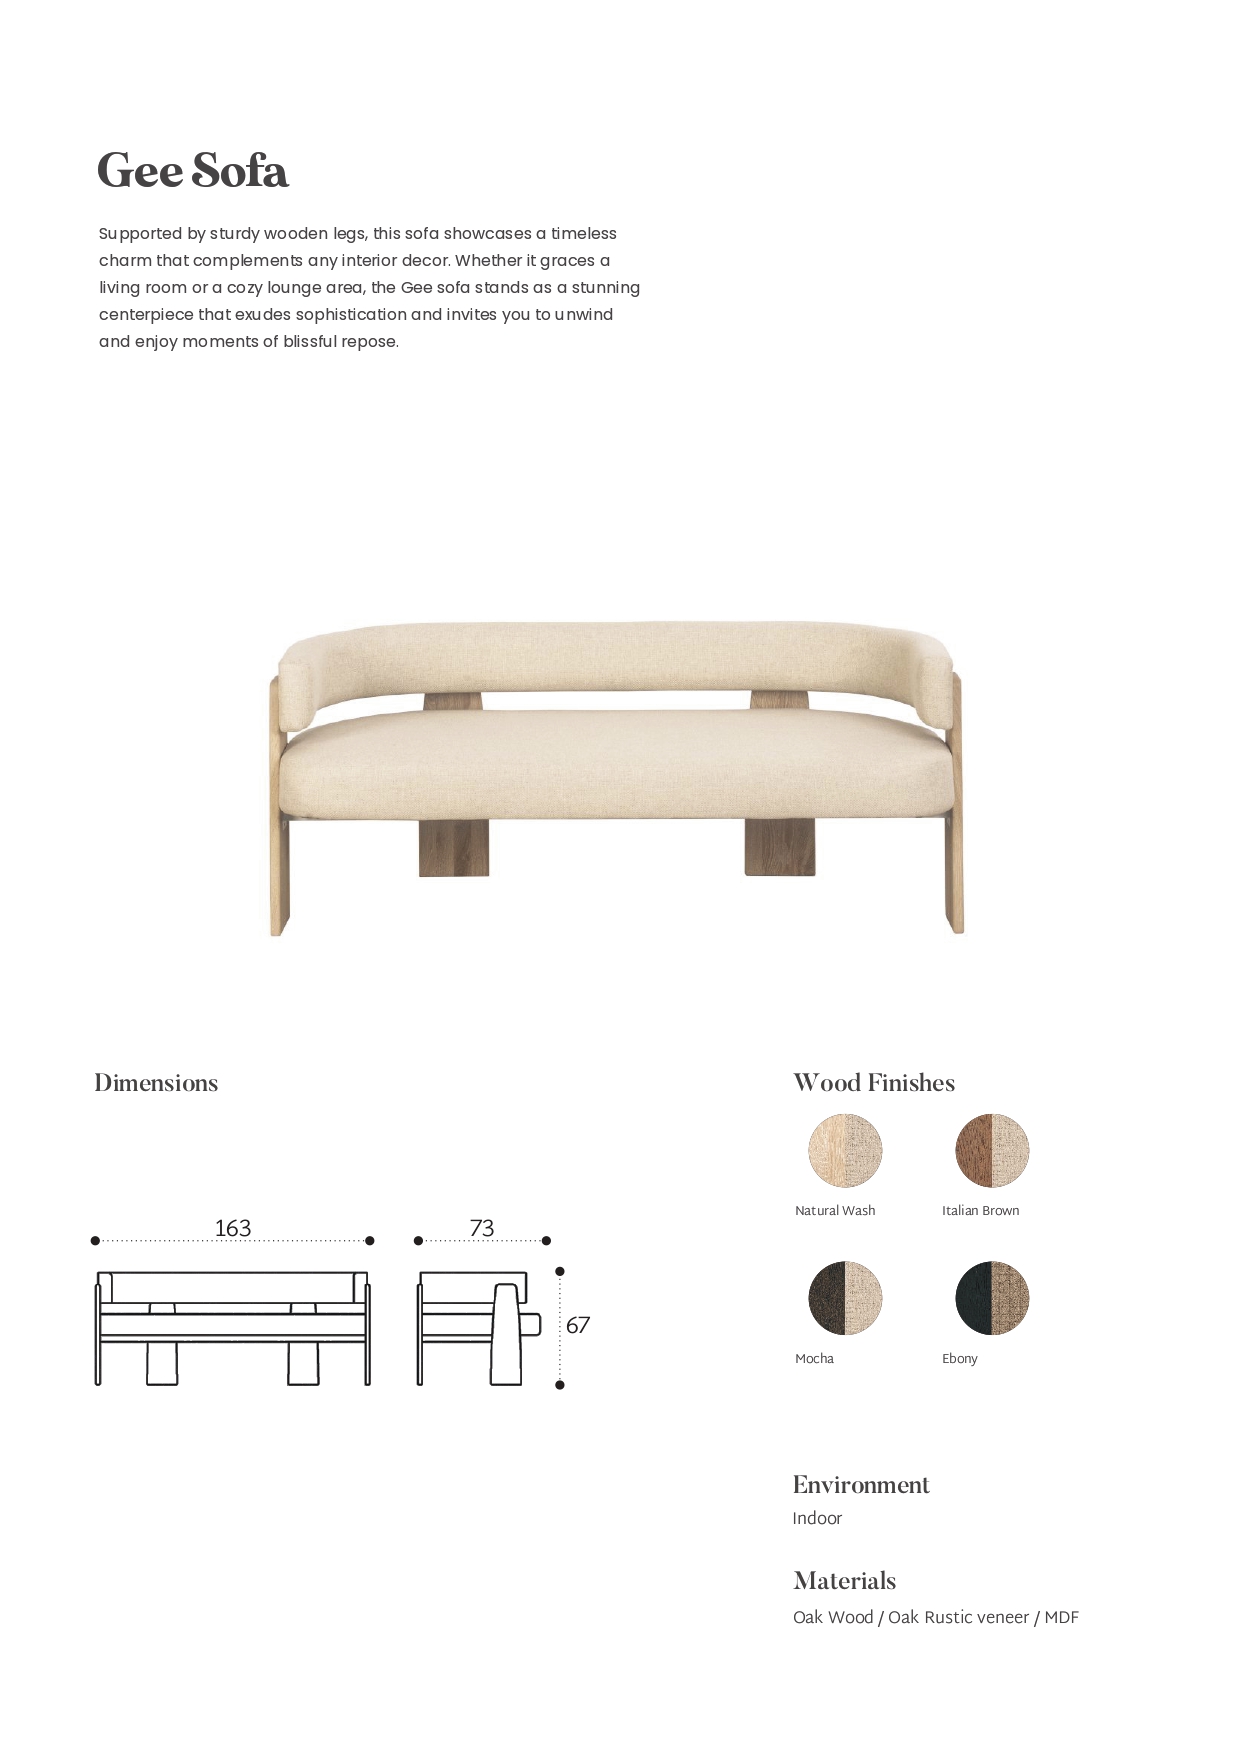 Gee Sofa
Supported by sturdy wooden legs, this sofa showcases a timeless
charm that complements any interior decor. Whether it graces a
living room or a cozy lounge area, the Gee sofa stands as a stunning
centerpiece that exudes sophistication and invites you to unwind
and enjoy moments of blissful repose.
Dimensions
163
73
67
Wood Finishes
Natural Wash
Italian Brown
Mocha
Ebony
Environment
Indoor
Materials
Oak Wood / Oak Rustic veneer / MDF